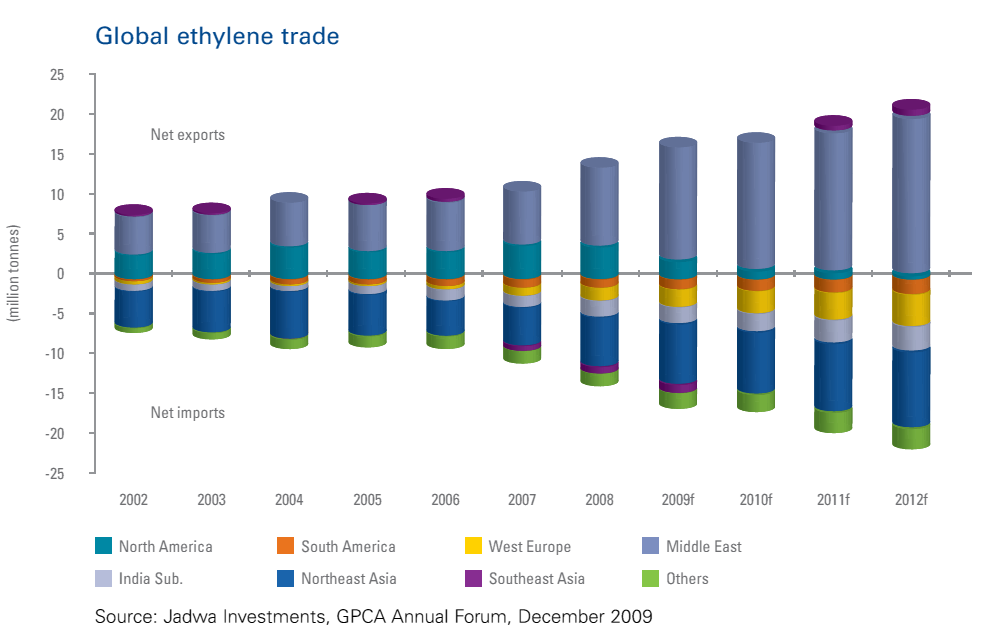 Global ethylene trade
25
20
15
10
5
0
-5
-10
-15
-20
-25
(million tonnes)
Net exports
Net imports
2002 2003 2004 2005 2006 2007 2008 2009f 2010f 2011f 2012f
North America South America West Europe Middle East
India Sub. Northeast Asia Southeast Asia Others
Source: Jadwa Investments, GPCA Annual Forum, December 2009